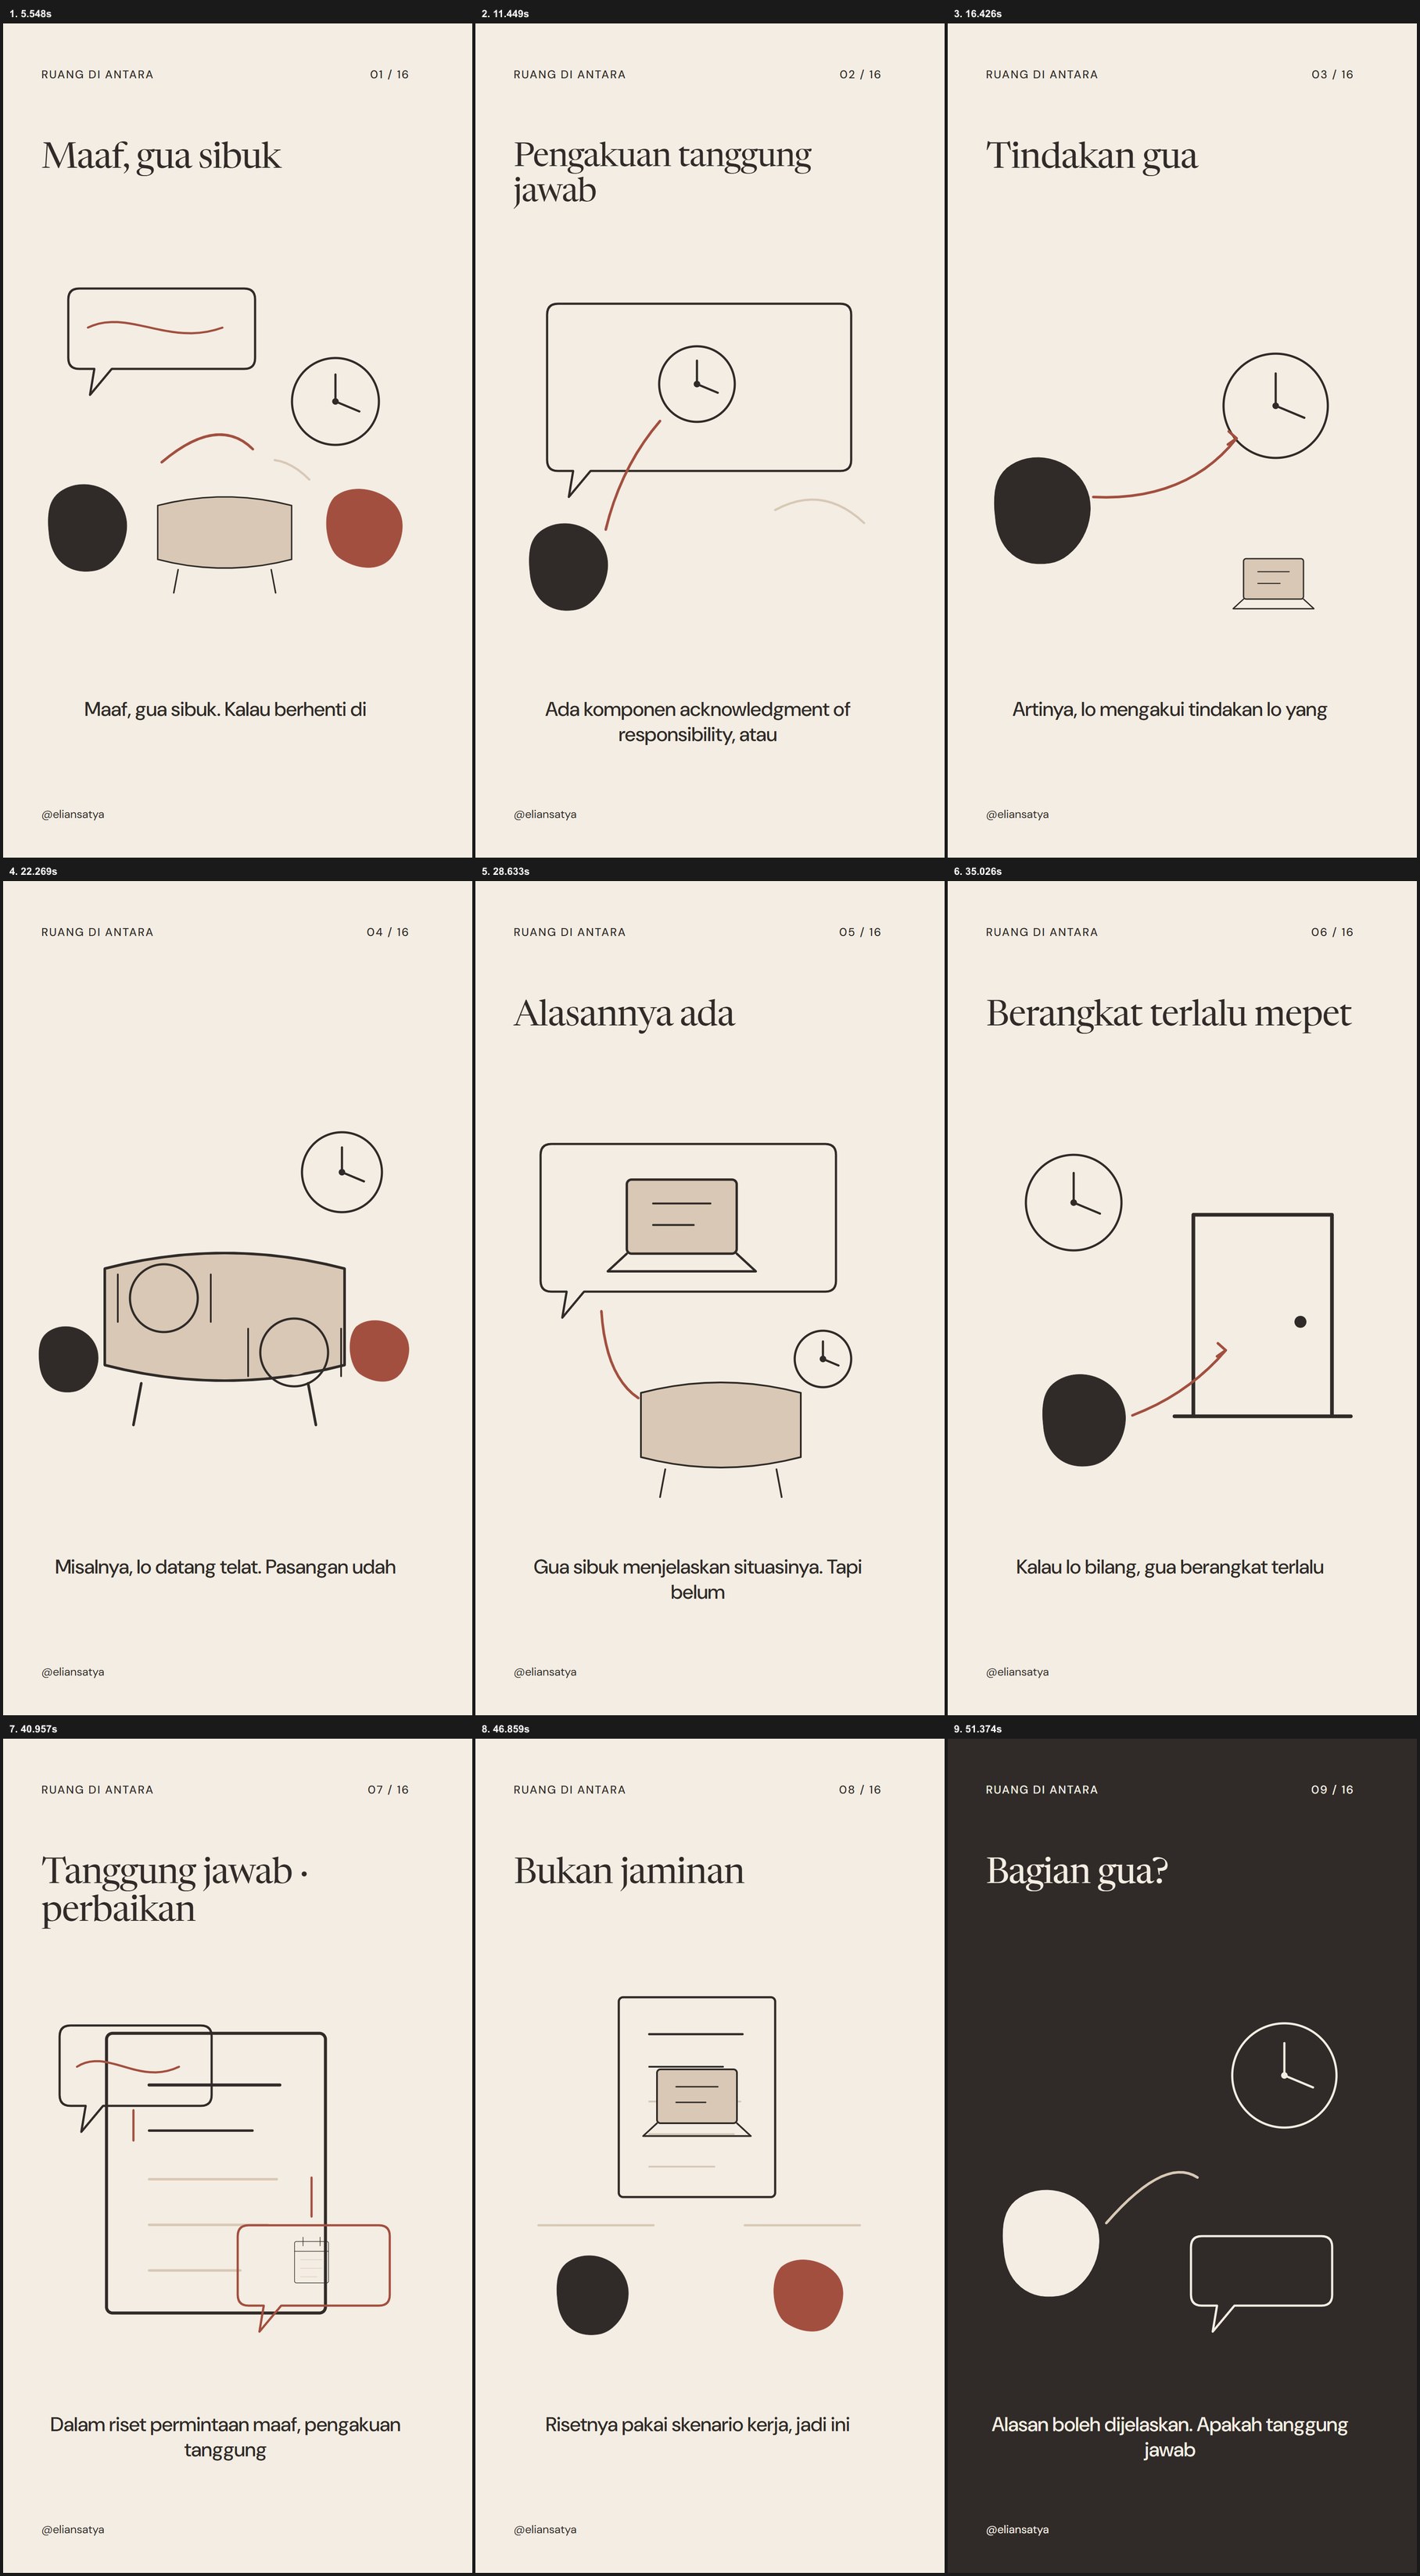 1. 5.548s
RUANG DI ANTARA
01 / 16
Maaf, gua sibuk
Maaf, gua sibuk. Kalau berhenti di
@eliansatya
2. 11.449s
RUANG DI ANTARA
02 / 16
Pengakuan tanggung
jawab
Ada komponen acknowledgment of
responsibility, atau
@eliansatya
3. 16.426s
RUANG DI ANTARA
03 / 16
Tindakan gua
Artinya, lo mengakui tindakan lo yang
@eliansatya
4. 22.269s
RUANG DI ANTARA
04 / 16
Misalnya, lo datang telat. Pasangan udah
@eliansatya
5. 28.633s
RUANG DI ANTARA
05 / 16
Alasannya ada
Gua sibuk menjelaskan situasinya. Tapi
belum
@eliansatya
6. 35.026s
RUANG DI ANTARA
06 / 16
Berangkat terlalu mepet
Kalau lo bilang, gua berangkat terlalu
@eliansatya
7. 40.957s
RUANG DI ANTARA
07 / 16
Tanggung jawab ·
perbaikan
Dalam riset permintaan maaf, pengakuan
tanggung
@eliansatya
8. 46.859s
RUANG DI ANTARA
08 / 16
Bukan jaminan
Risetnya pakai skenario kerja, jadi ini
@eliansatya
9. 51.374s
RUANG DI ANTARA
09 / 16
Bagian gua?
Alasan boleh dijelaskan. Apakah tanggung
jawab
@eliansatya